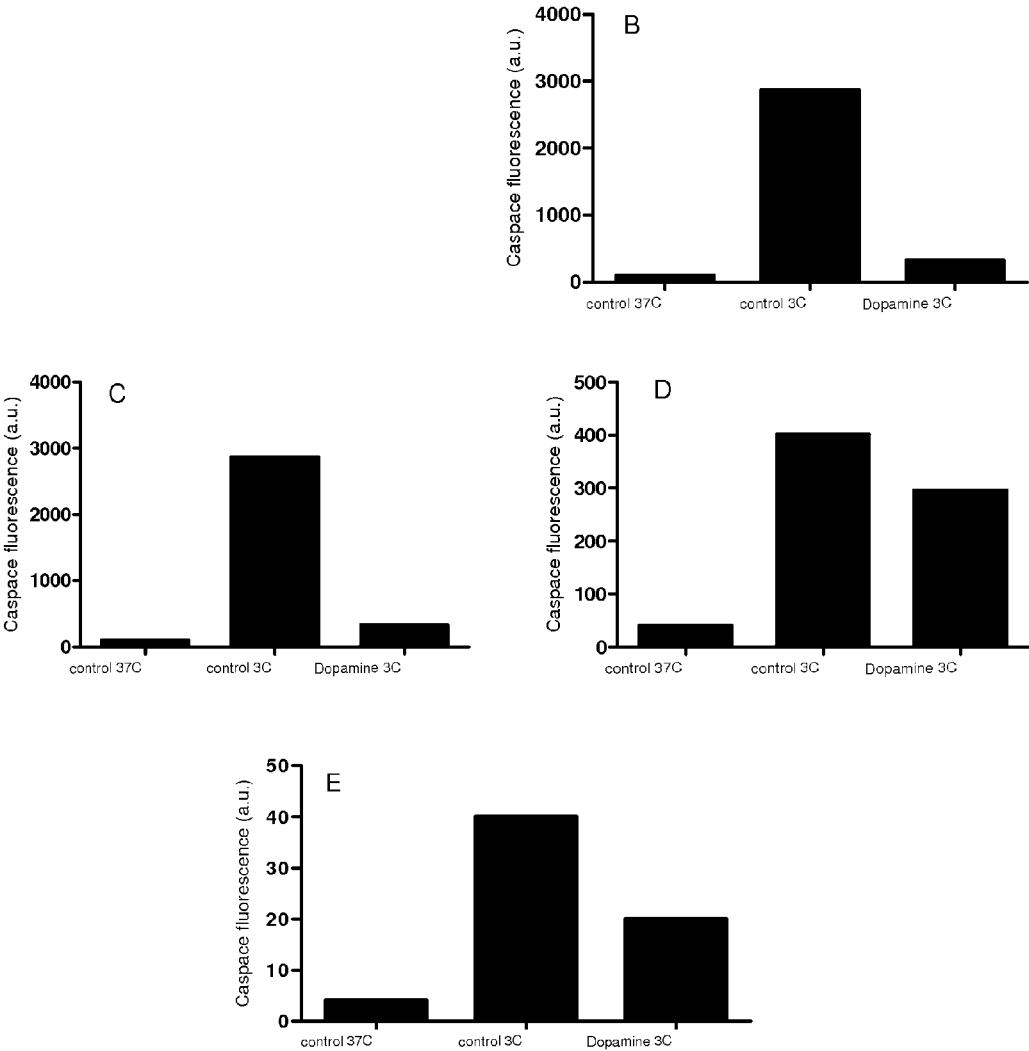 B
4000
3000
2000
1000
0
Caspace fluorescence (a.u.)
control 37C control 3C Dopamine 3C
C
4000
3000
2000
1000
0
Caspace fluorescence (a.u.)
control 37C control 3C Dopamine 3C
D
500
400
300
200
100
0
Caspace fluorescence (a.u.)
control 37C control 3C Dopamine 3C
E
50
40
30
20
10
0
Caspace fluorescence (a.u.)
control 37C control 3C Dopamine 3C